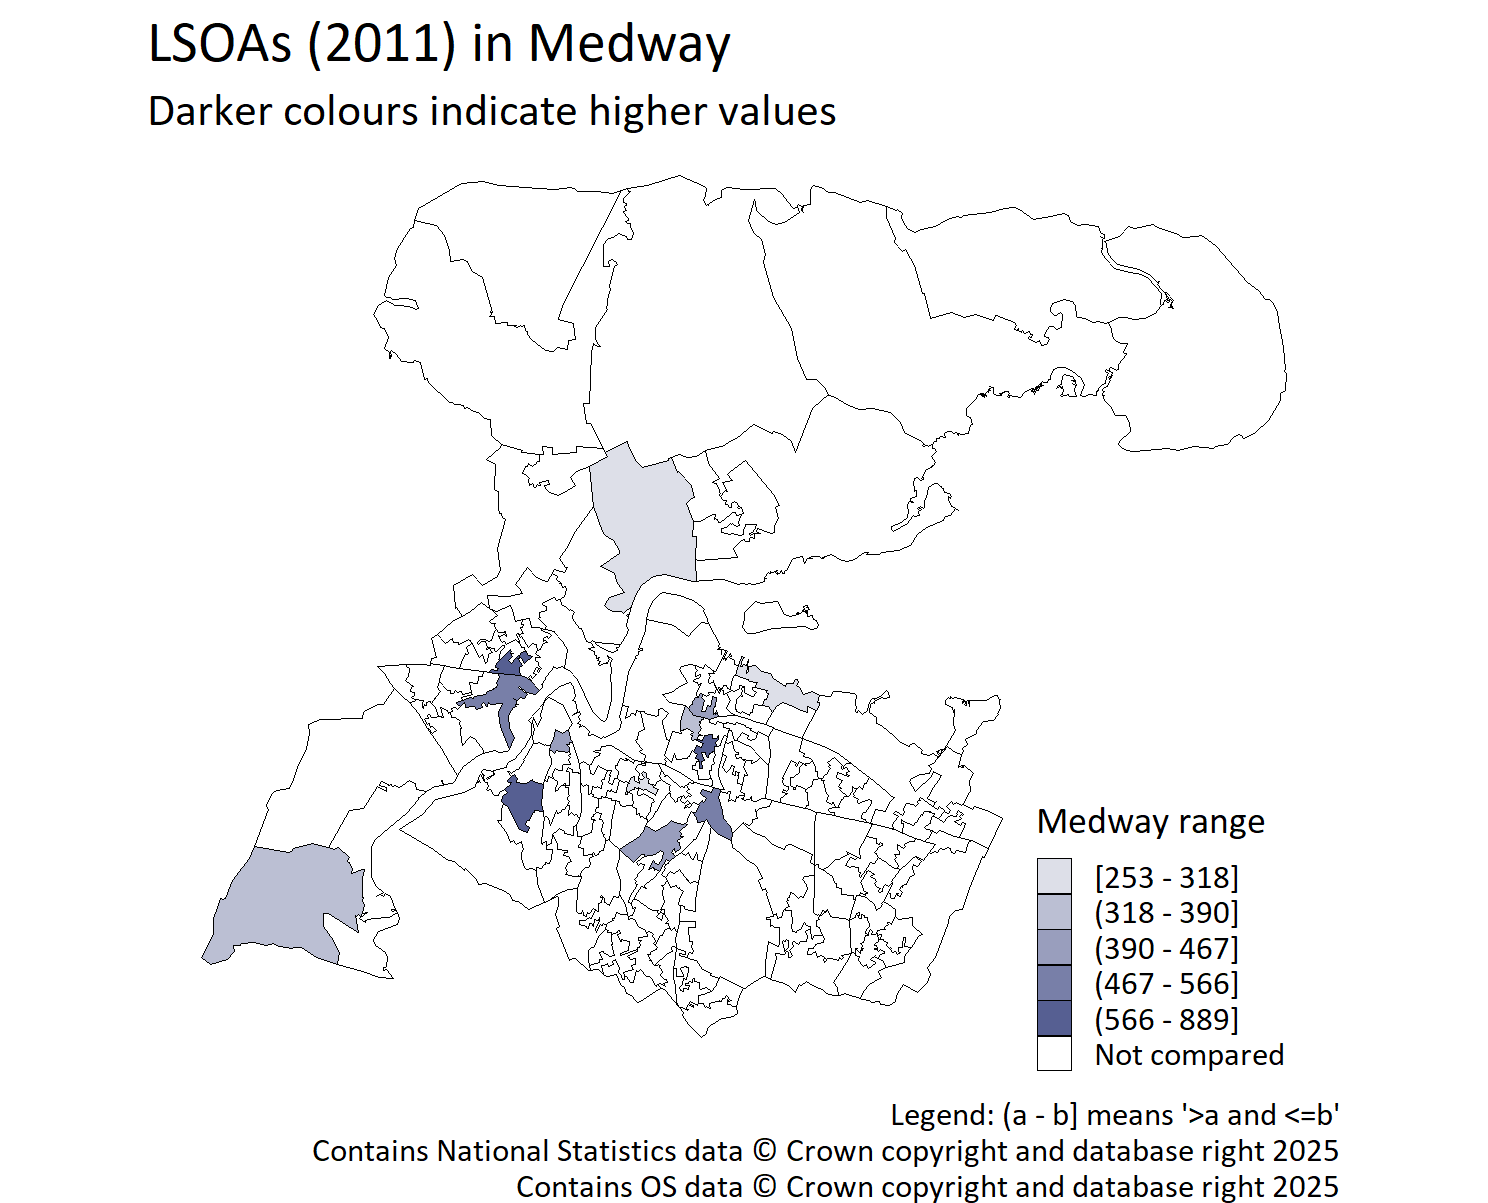 LSOAs (2011) in Medway
Darker colours indicate higher values
Medway range
[253 - 318]
(318 - 390]
(390 - 467]
(467 - 566]
(566 - 889]
Not compared
Legend: (a - b] means '>a and <=b'
Contains National Statistics data © Crown copyright and database right 2025
Contains OS data © Crown copyright and database right 2025